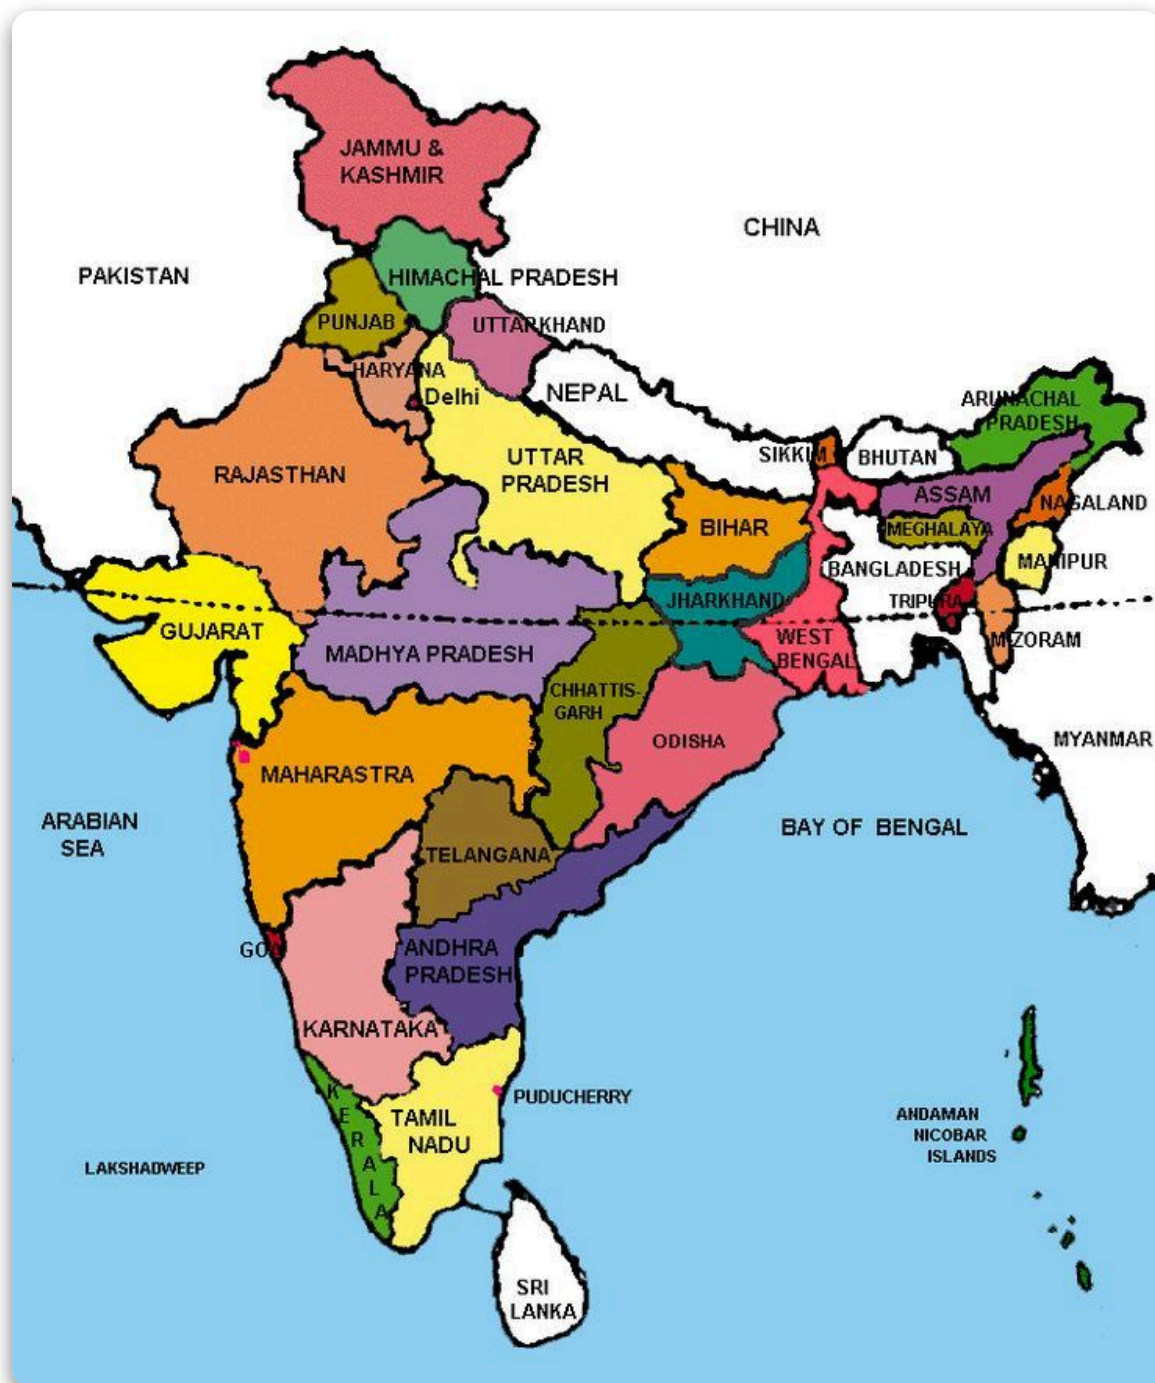 JAMMU &
KASHMIR
CHINA
PAKISTAN
HIMACHAL PRADESH
PUNJAB
UTTARKHAND
HARYANA
Delhi
NEPAL
ARUNACHAL
PRADESH
SIKKIM
BHUTAN
RAJASTHAN
UTTAR
PRADESH
ASSAM
NAGALAND
BIHAR
MEGHALAYA
MANIPUR
BANGLADESH
JHARKHAND
TRIPURA
GUJARAT
MADHYA PRADESH
WEST
BENGAL
MIZORAM
CHHATTIS-
GARH
ODISHA
MYANMAR
MAHARASTRA
ARABIAN
SEA
BAY OF BENGAL
TELANGANA
GOA
ANDHRA
PRADESH
KARNATAKA
KERALA
PUDUCHERRY
TAMIL
NADU
ANDAMAN
NICOBAR
ISLANDS
LAKSHADWEEP
SRI
LANKA